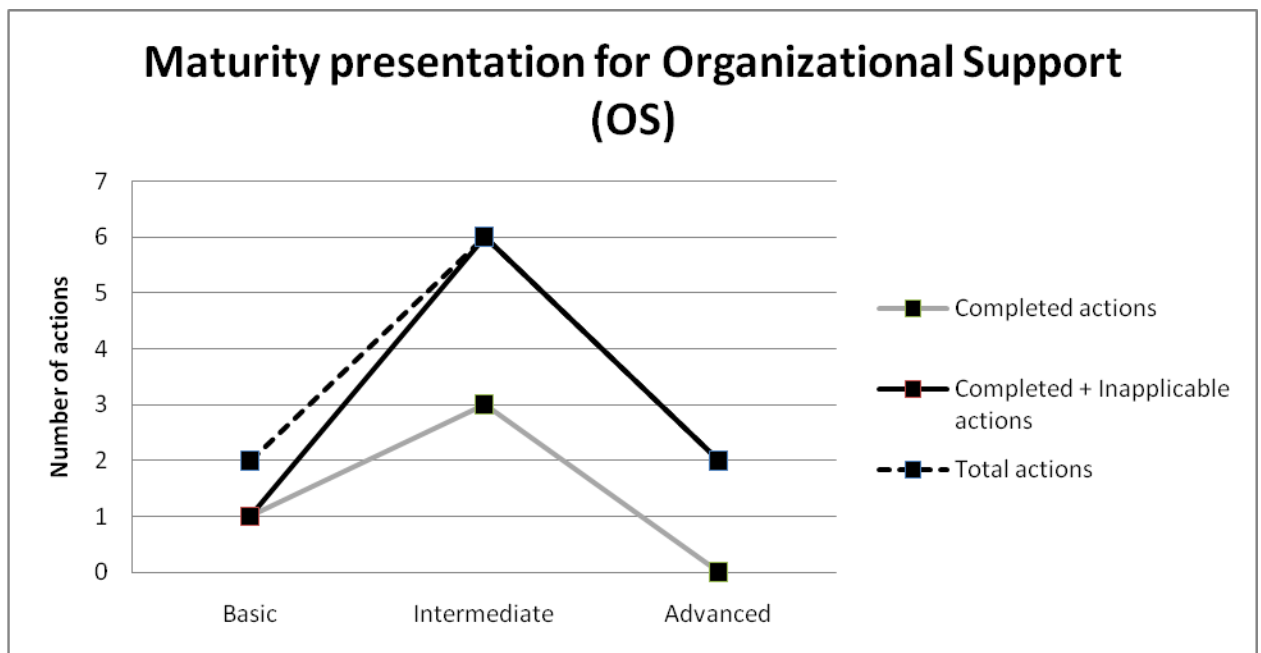 Maturity presentation for Organizational Support
(OS)
Number of actions
7
6
5
4
3
2
1
0
Basic
Intermediate
Advanced
Completed actions
Completed + Inapplicable
actions
Total actions